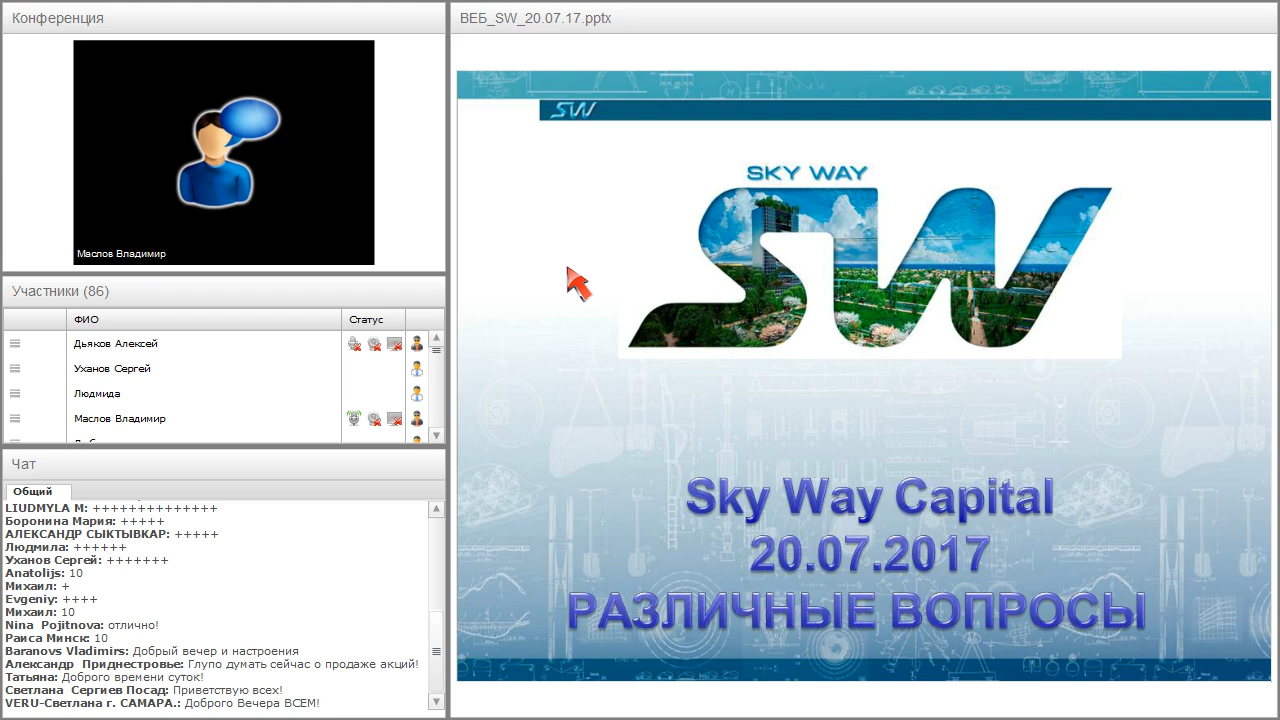 Конференция
Маслов Владимир
Участники (86)
ФИО Статус
Дьяков Алексей
Уханов Сергей
Людмида
Маслов Владимир
Чат
Общий
LIUDMYLA M: ++++++++++++++
Боронина Мария: +++++
АЛЕКСАНДР СЫКТЫВКАР: +++++
Людмила: ++++++
Уханов Сергей: +++++++
Anatolijs: 10
Михаил: +
Evgeniy: ++++
Михаил: 10
Nina Pojitnova: отлично!
Раиса Минск: 10
Baranovs Vladimirs: Добрый вечер и настроения
Александр Приднестровье: Глупо думать сейчас о продаже акций!
Татьяна: Доброго времени суток!
Светлана Сергиев Посад: Приветствую всех!
VERU-Светлана г. САМАРА.: Доброго Вечера ВСЕМ!
ВЕБ_SW_20.07.17.pptx
SW
SKY WAY
SW
Sky Way Capital
20.07.2017
РАЗЛИЧНЫЕ ВОПРОСЫ